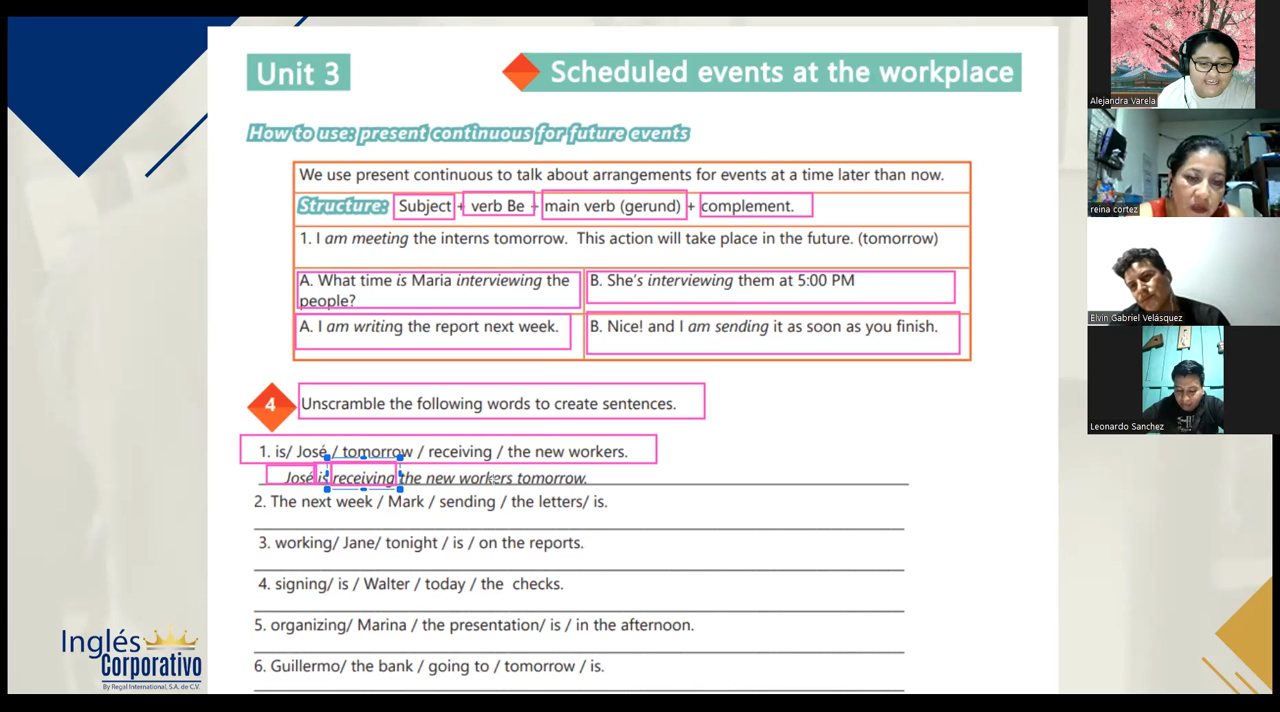 Unit 3
Scheduled events at the workplace
How to use: present continuous for future events
We use present continuous to talk about arrangements for events at a time later than now.
Structure: Subject + verb Be + main verb (gerund) + complement.
1. I am meeting the interns tomorrow. This action will take place in the future. (tomorrow)
A. What time is Maria interviewing the people?
B. She's interviewing them at 5:00 PM
A. I am writing the report next week.
B. Nice! and I am sending it as soon as you finish.
4
Unscramble the following words to create sentences.
1. is/ José / tomorrow / receiving / the new workers.
José is receiving the new workers tomorrow.
2. The next week / Mark / sending / the letters/ is.
3. working/ Jane/ tonight / is / on the reports.
4. signing/ is / Walter / today / the checks.
5. organizing/ Marina / the presentation/ is / in the afternoon.
6. Guillermo/ the bank / going to / tomorrow / is.
Inglés
Corporativo
By Regal International, S.A. de C.V.
Alejandra Varela
reina cortez
Elvin Gabriel Velásquez
Leonardo Sanchez